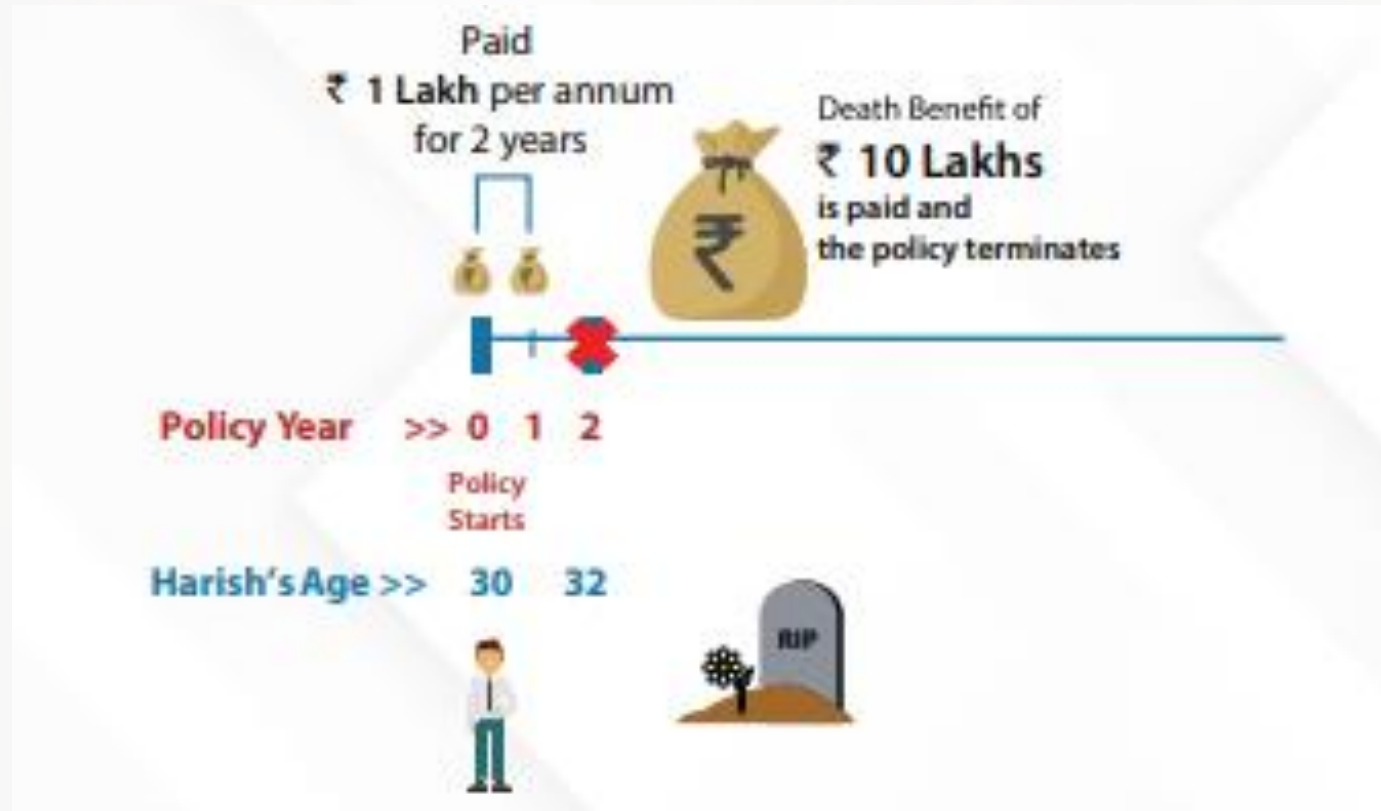 Paid
₹ 1 Lakh per annum
for 2 years
Death Benefit of
₹ 10 Lakhs
is paid and
the policy terminates
₹ ₹
₹
Policy Year >> 0 1 2
Policy
Starts
Harish's Age >> 30 32
RIP